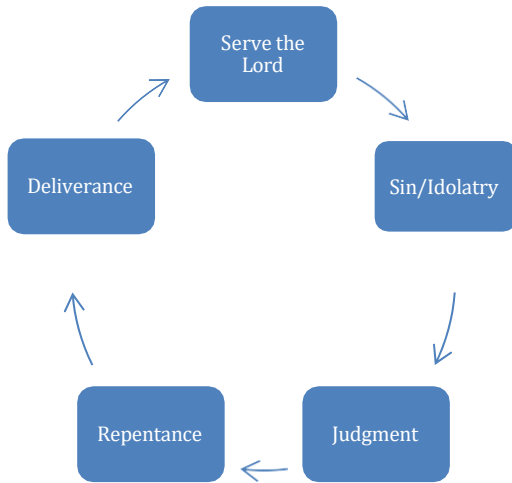 Serve the
Lord
Sin/Idolatry
Judgment
Repentance
Deliverance